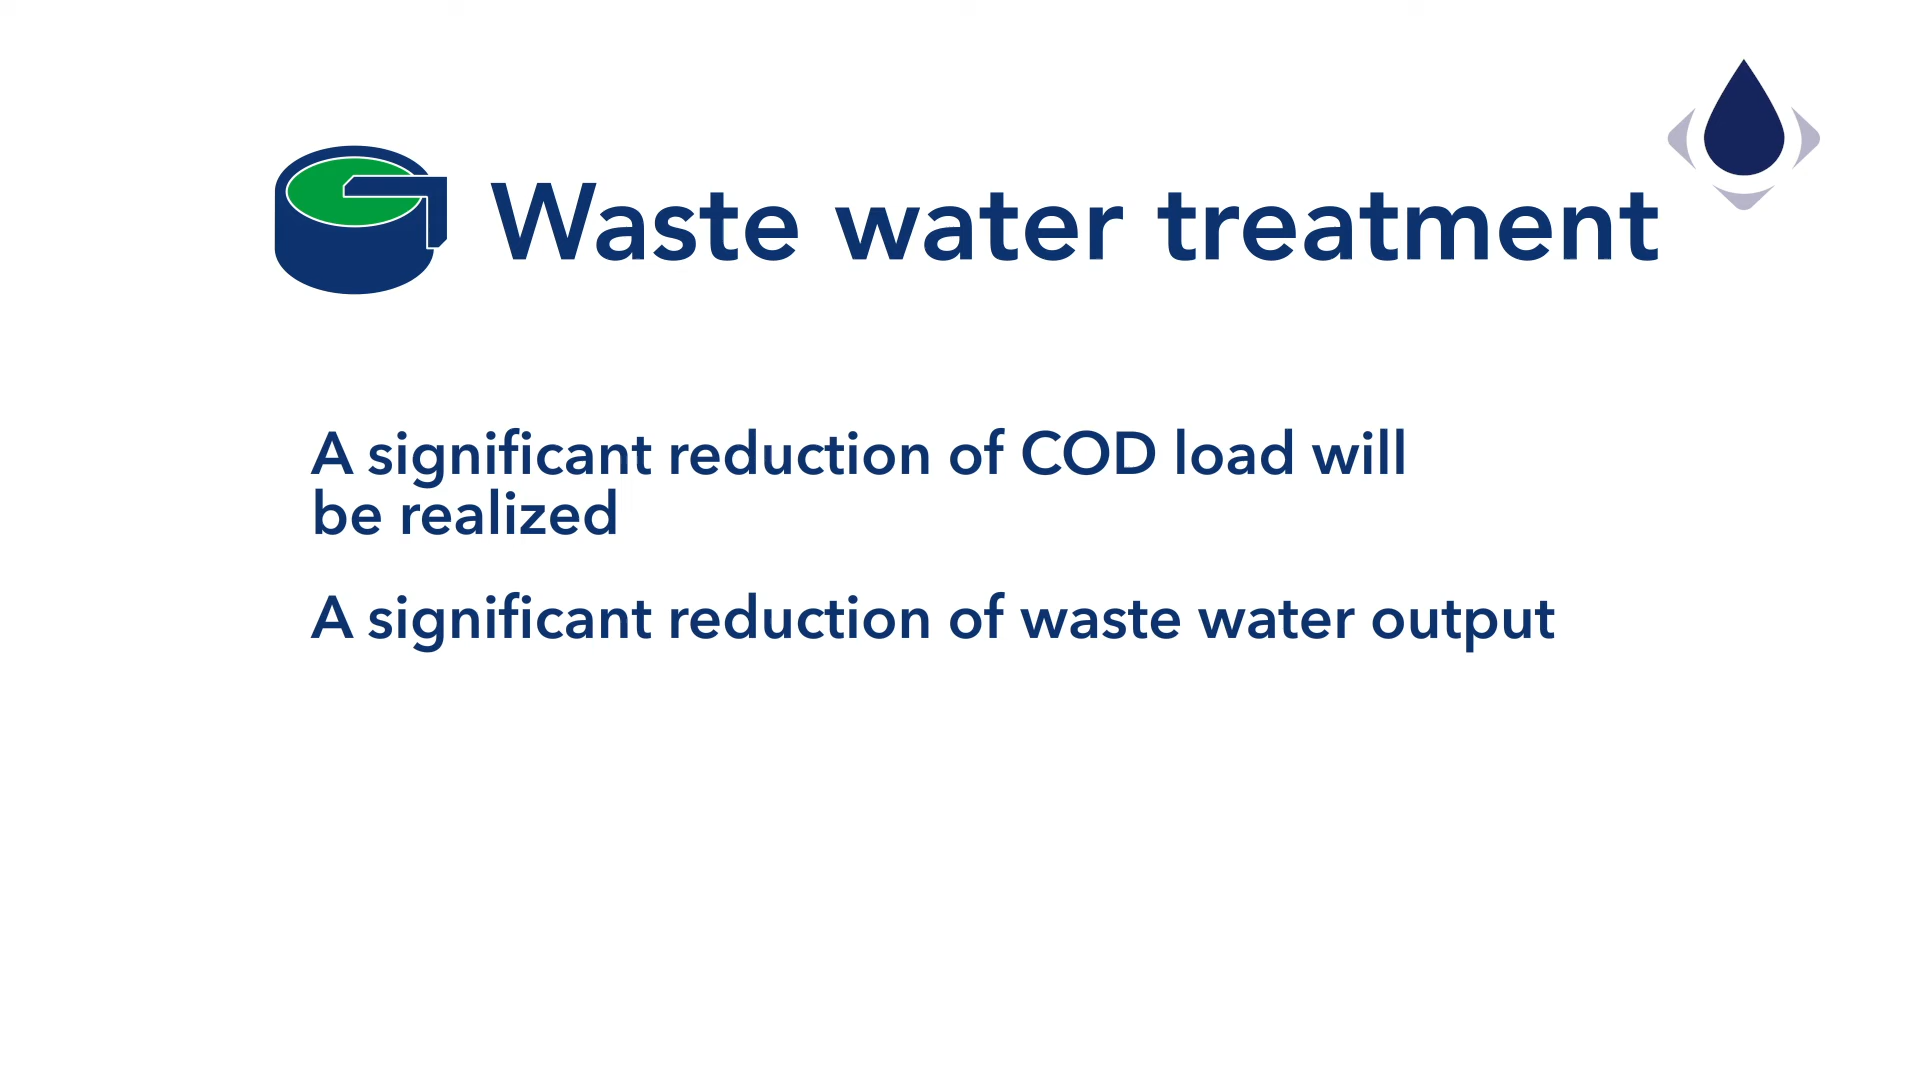 Waste water treatment
A significant reduction of COD load will
be realized
A significant reduction of waste water output